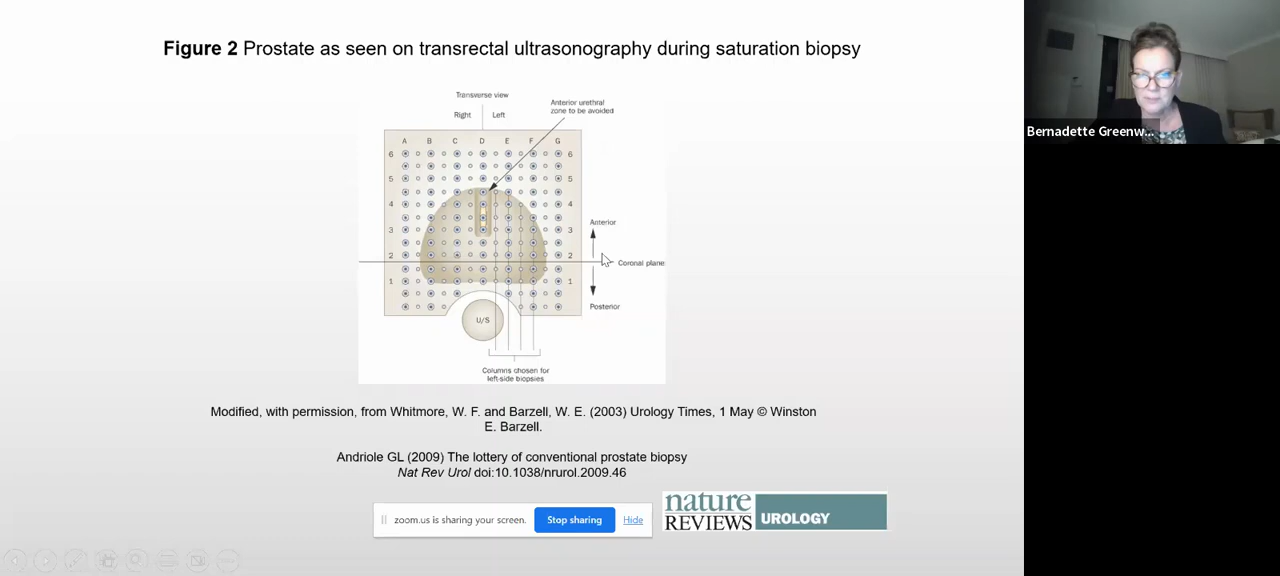 Figure 2 Prostate as seen on transrectal ultrasonography during saturation biopsy
Transverse view
Right Left
Anterior urethral
zone to be avoided
A B C D E F G
6 6
5 5
4 4
3 3
2 2
1 1
Anterior
Coronal plane
Posterior
U/S
Columns chosen for
left-side biopsies
Modified, with permission, from Whitmore, W. F. and Barzell, W. E. (2003) Urology Times, 1 May © Winston
E. Barzell.
Andriole GL (2009) The lottery of conventional prostate biopsy
Nat Rev Urol doi:10.1038/nrurol.2009.46
zoom.us is sharing your screen. Stop sharing Hide
nature
REVIEWS UROLOGY
Bernadette Greenw...